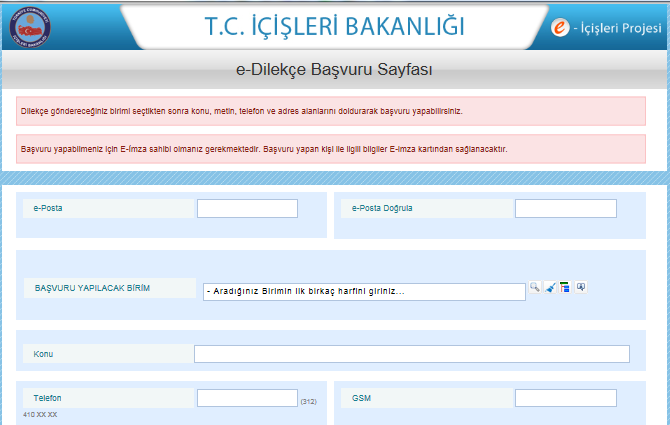 T.C. İÇİŞLERİ BAKANLIĞI
e - İçişleri Projesi
e-Dilekçe Başvuru Sayfası
Dilekçe göndereceğiniz birimi seçtikten sonra konu, metin, telefon ve adres alanlarını doldurarak başvuru yapabilirsiniz.
Başvuru yapabilmeniz için E-İmza sahibi olmanız gerekmektedir. Başvuru yapan kişi ile ilgili bilgiler E-imza kartından sağlanacaktır.
e-Posta
e-Posta Doğrula
BAŞVURU YAPILACAK BİRİM
- Aradığınız Birimin ilk birkaç harfini giriniz...
Konu
Telefon
(312)
410 XX XX
GSM